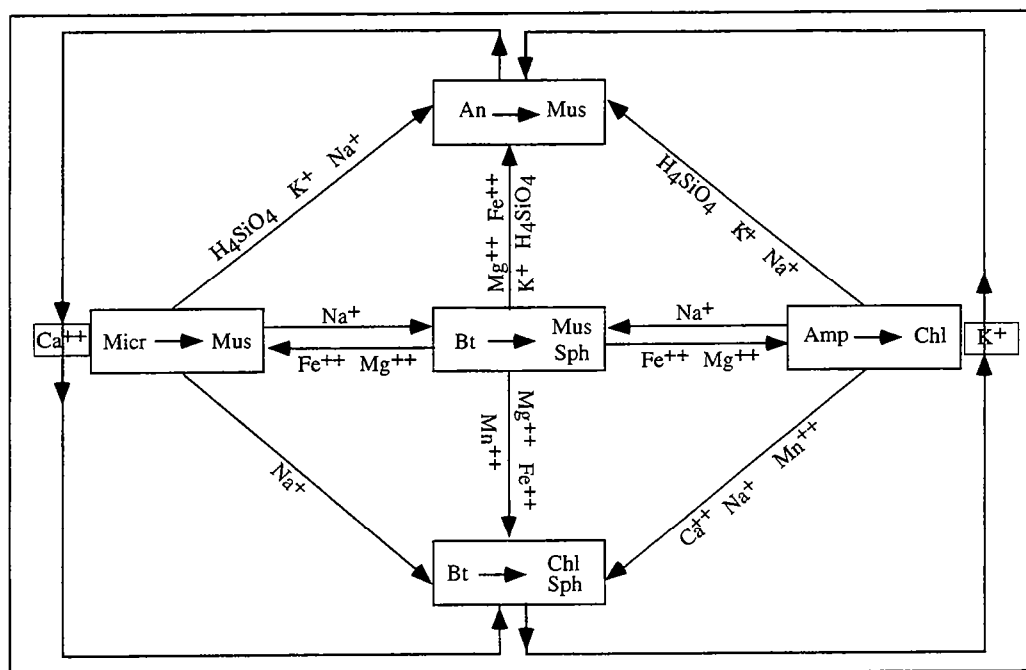 An Mus
H4SiO4 K+ Na+
Mg++ Fe++
K+ H4SiO4
H4SiO4 K+ Na+
Ca++
Micr Mus
Na+
Fe++ Mg++
Bt Mus
Sph
Na+
Fe++ Mg++
Amp Chl
K+
Na+
Mn++
Mg++ Fe++
Ca++ Na+ Mn++
Bt Chl
Sph